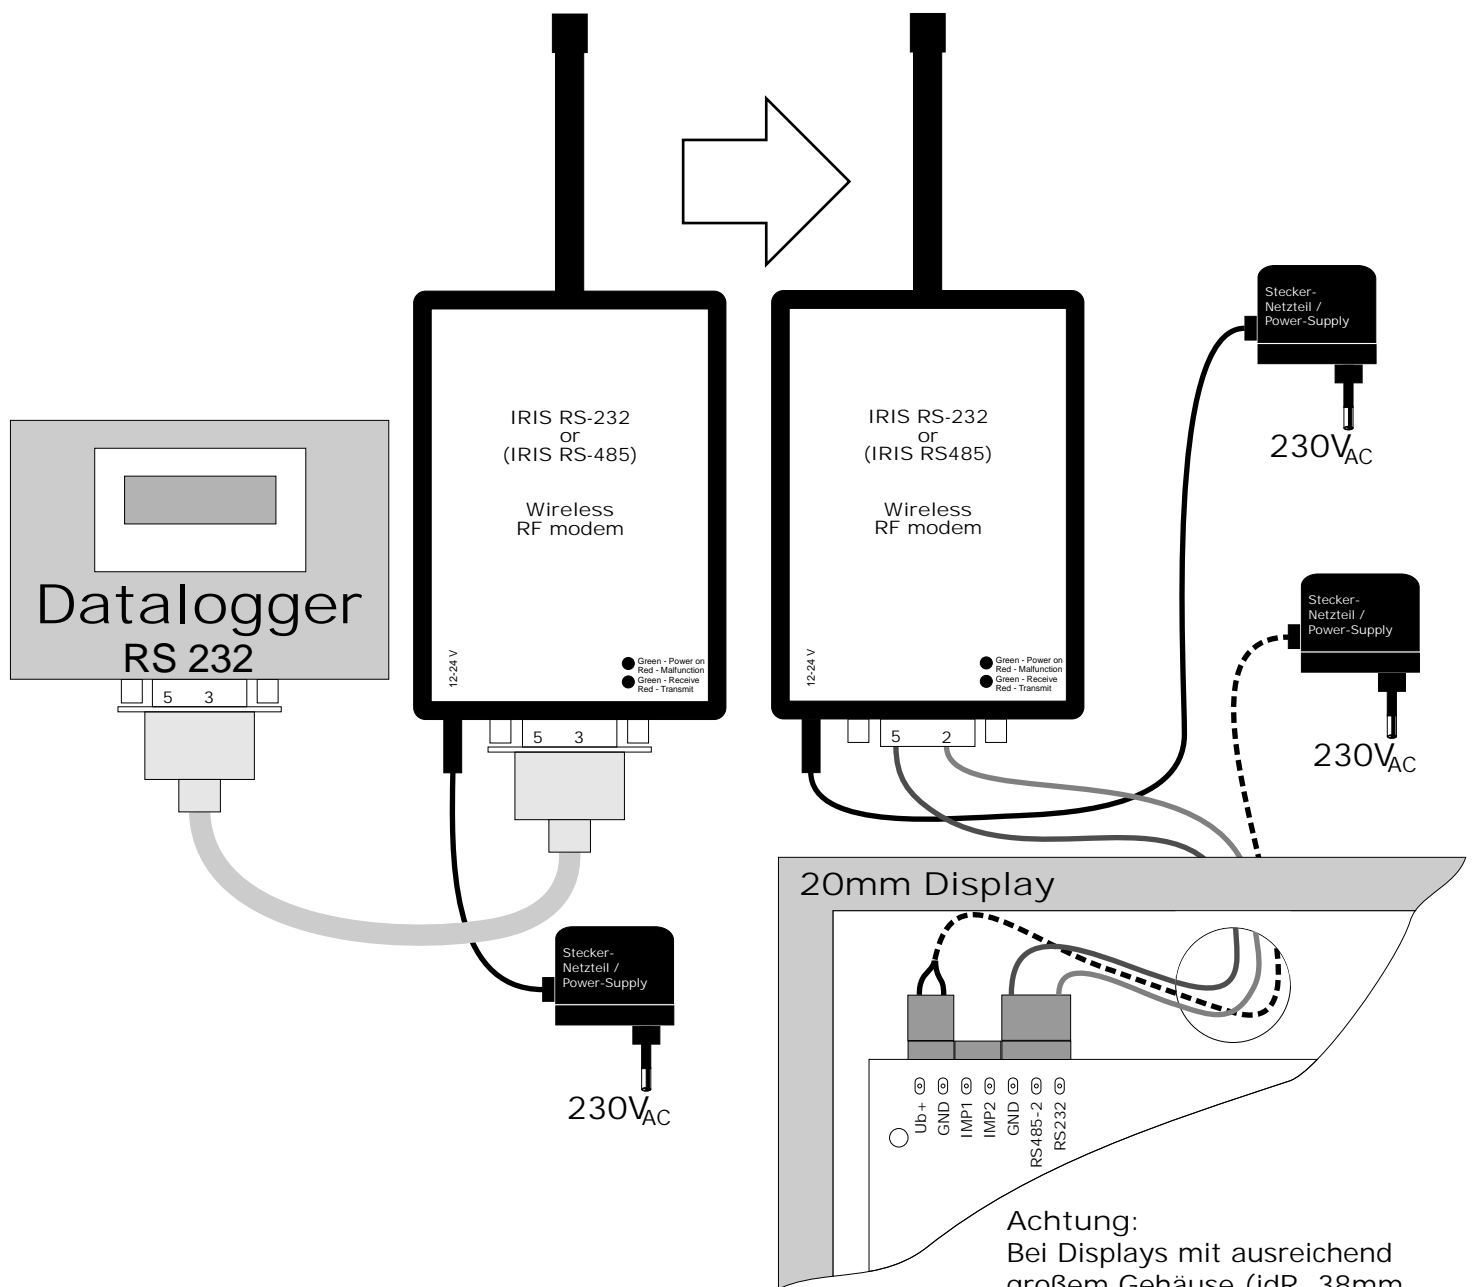 IRIS RS-232
or
(IRIS RS-485)
Wireless
RF modem
12-24 V
Green - Power on
Red - Malfunction
Green - Receive
Red - Transmit
5 3
IRIS RS-232
or
(IRIS RS485)
Wireless
RF modem
12-24 V
Green - Power on
Red - Malfunction
Green - Receive
Red - Transmit
5 2
Stecker-
Netzteil /
Power-Supply
230VAC
Datalogger
RS 232
5 3
Stecker-
Netzteil /
Power-Supply
230VAC
Stecker-
Netzteil /
Power-Supply
230VAC
20mm Display
Ub+
GND
IMP1
IMP2
GND
RS485-2
RS232
Achtung:
Bei Displays mit ausreichend
großem Gehäuse (idR. 38mm